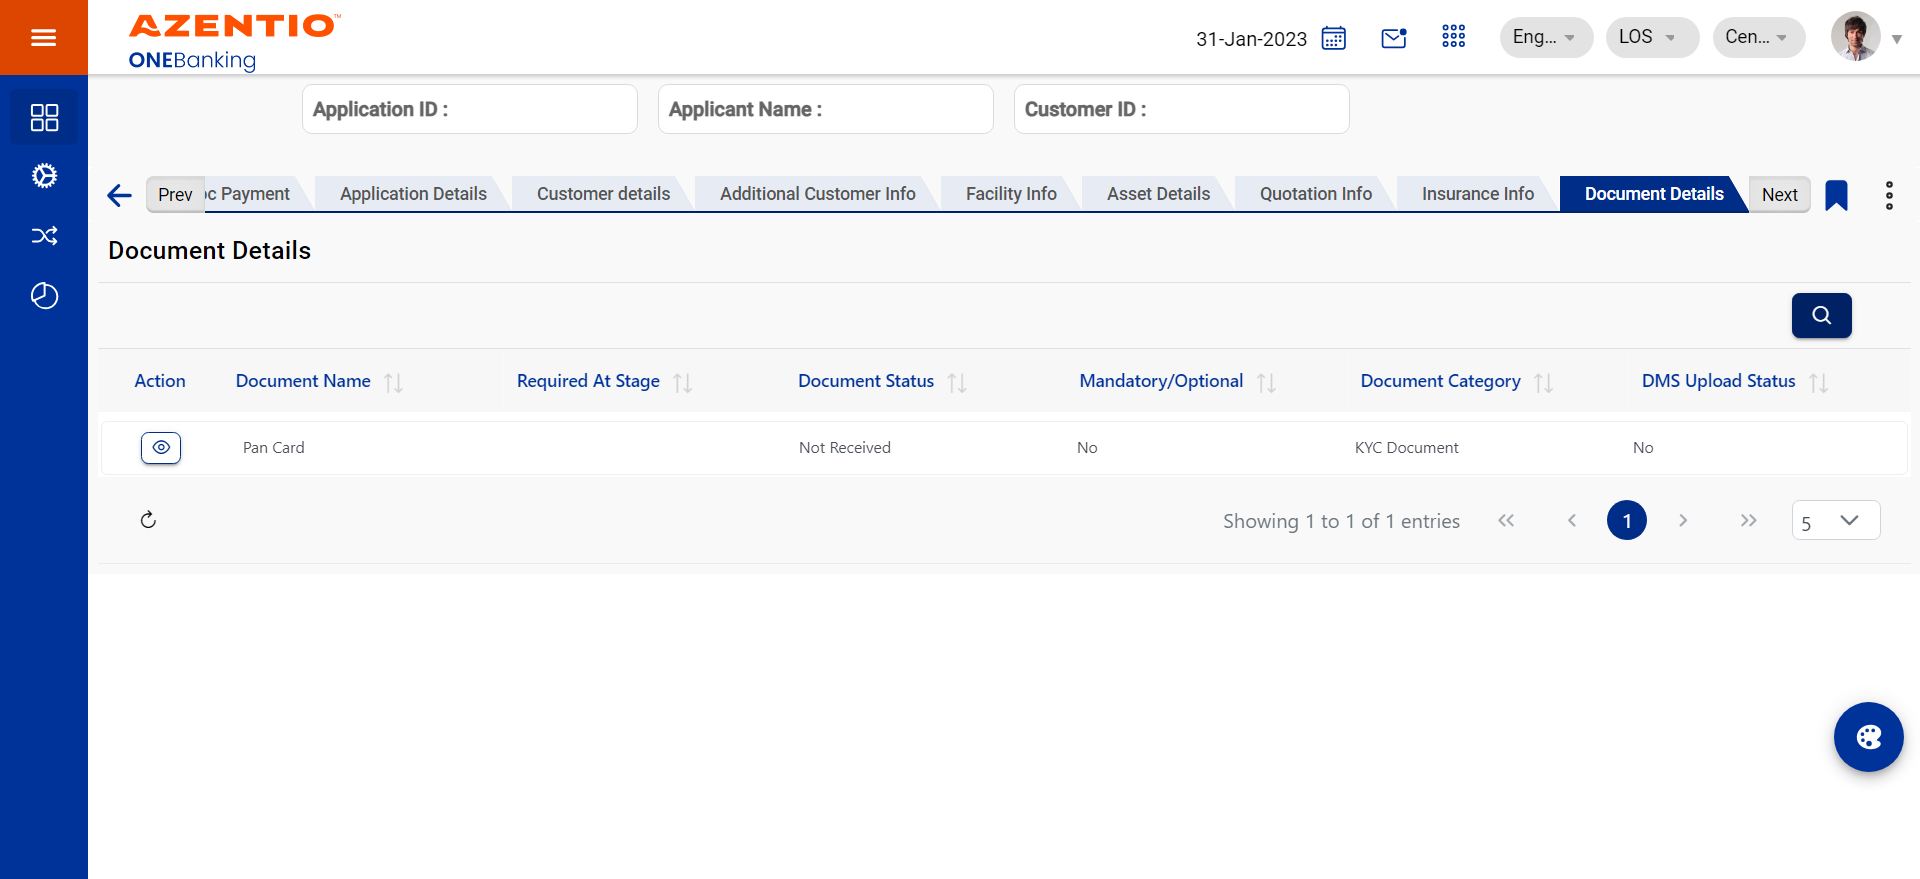 AZENTIO™
ONEBanking
31-Jan-2023
Eng...
LOS
Cen...
Application ID :
Applicant Name :
Customer ID :
Prev
Payment
Application Details
Customer details
Additional Customer Info
Facility Info
Asset Details
Quotation Info
Insurance Info
Document Details
Next
Document Details
Action
Document Name
Required At Stage
Document Status
Mandatory/Optional
Document Category
DMS Upload Status
Pan Card
Not Received
No
KYC Document
No
Showing 1 to 1 of 1 entries
1
5